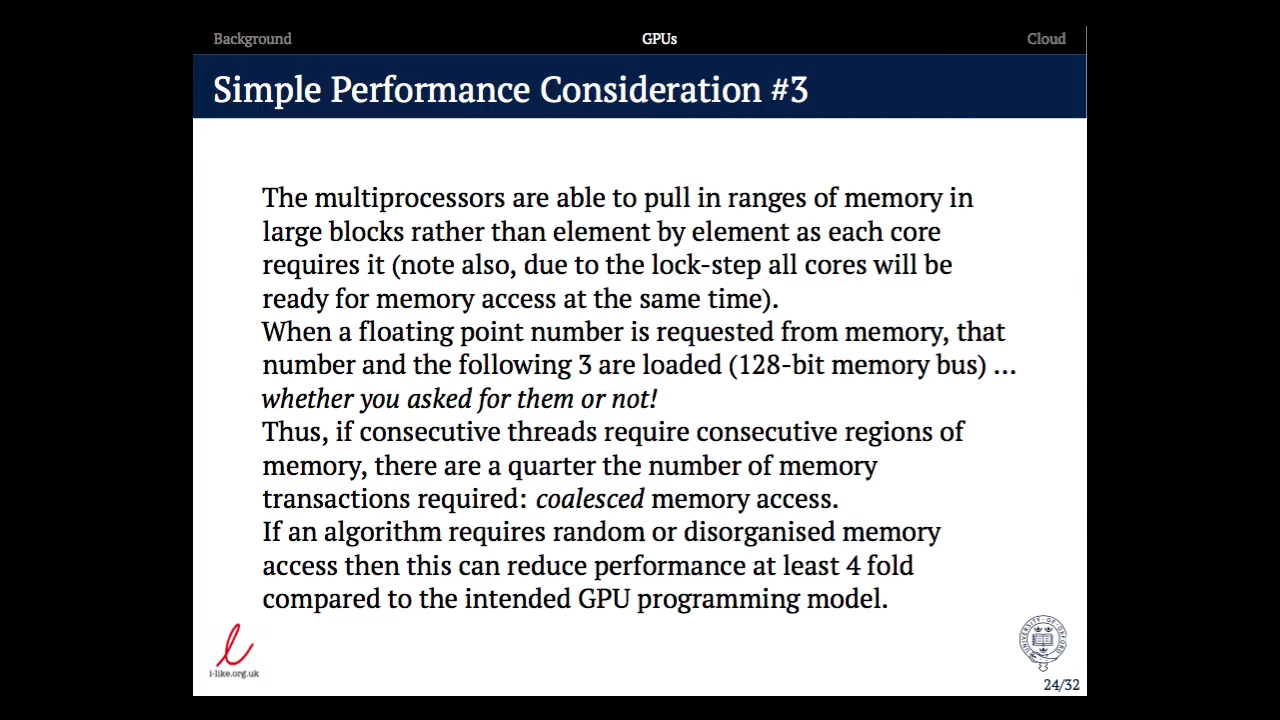 Background
GPUs
Cloud
Simple Performance Consideration #3
The multiprocessors are able to pull in ranges of memory in
large blocks rather than element by element as each core
requires it (note also, due to the lock-step all cores will be
ready for memory access at the same time).
When a floating point number is requested from memory, that
number and the following 3 are loaded (128-bit memory bus) …
whether you asked for them or not!
Thus, if consecutive threads require consecutive regions of
memory, there are a quarter the number of memory
transactions required: coalesced memory access.
If an algorithm requires random or disorganised memory
access then this can reduce performance at least 4 fold
compared to the intended GPU programming model.
i-like.org.uk
UNIVERSITY OF OXFORD
24/32